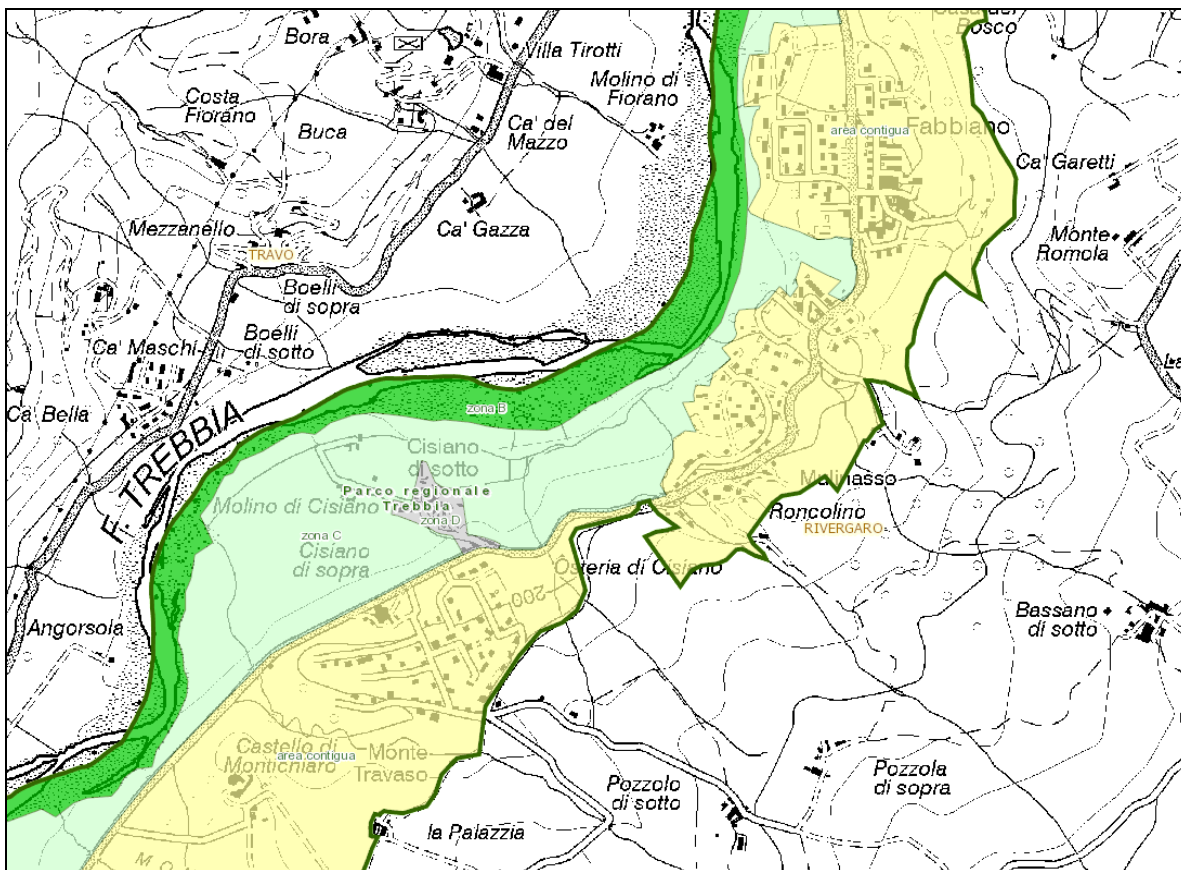 Casa del
Bosco
Bora
Villa Tirotti
Molino di
Fiorano
Costa
Fiorano
Buca
Ca' del
Mazzo
area contigua
Fabbiano
Ca' Garetti
Mezzanello
Ca' Gazza
Monte
Romola
TRAVO
Boelli
di sopra
Boelli
di sotto
Ca' Maschi
La
Ca' Bella
F. TREBBIA
zona B
Cisiano
di sotto
Parco regionale
Trebbia
Molino di Cisiano
zona D
zona C
Cisiano
di sopra
Roncolino
RIVERGARO
Osteria di Cisiano
200
Bassano
di sotto
Angorsola
Castello di
Montichiaro
area contigua
Monte
Travaso
Pozzolo
di sotto
Pozzola
di sopra
la Palazzia
M O